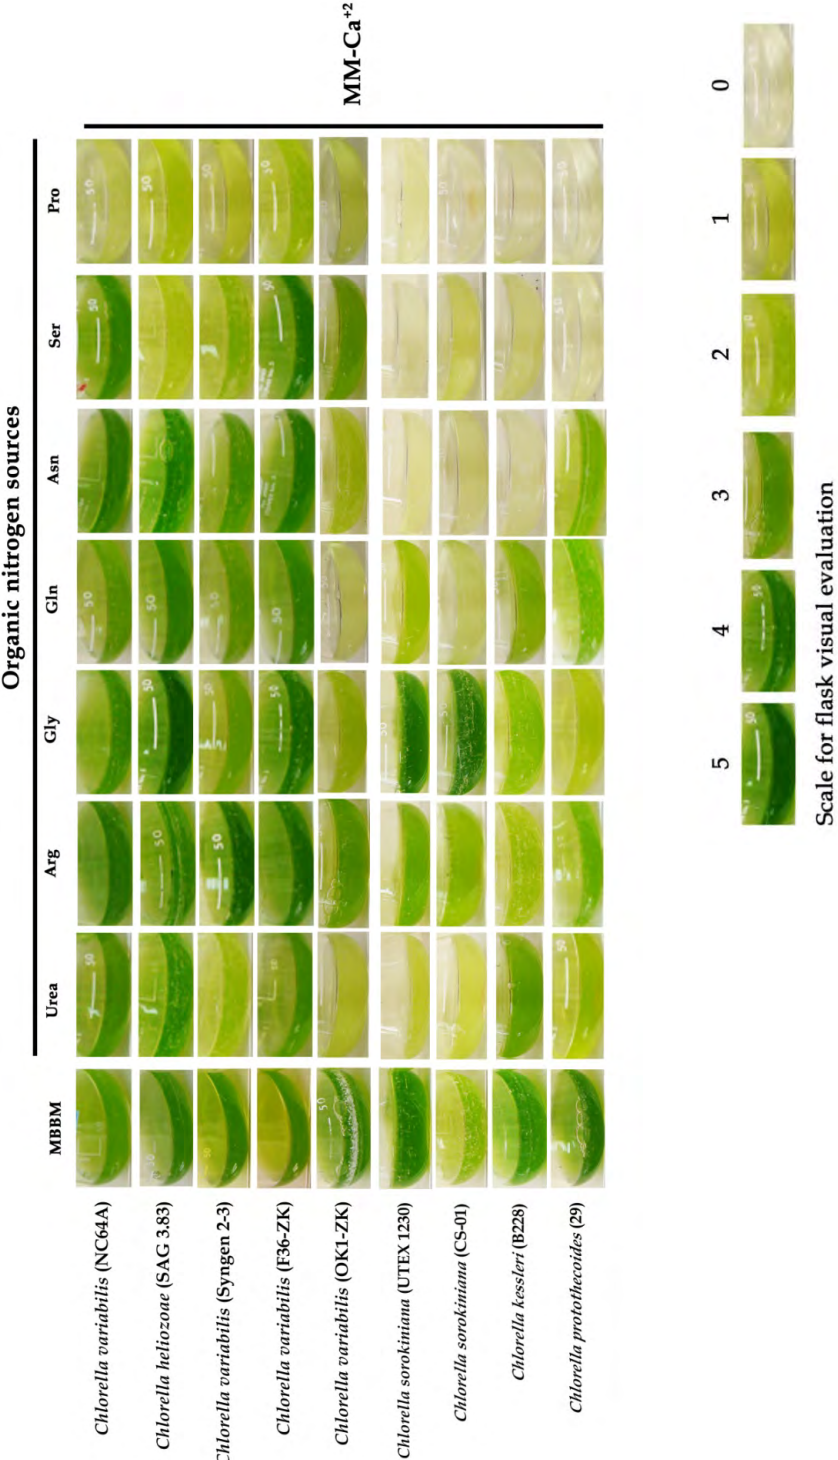 Organic nitrogen sources
MBBM
Urea
Arg
Gly
Gln
Asn
Ser
Pro
Chlorella variabilis (NC64A)
Chlorella heliozoae (SAG 3.83)
Chlorella variabilis (Syngen 2-3)
Chlorella variabilis (F36-ZK)
Chlorella variabilis (OK1-ZK)
Chlorella sorokiniana (UTEX 1230)
Chlorella sorokiniana (CS-01)
Chlorella kessleri (B228)
Chlorella protothecoides (29)
MM-Ca+2
5
4
3
2
1
0
Scale for flask visual evaluation